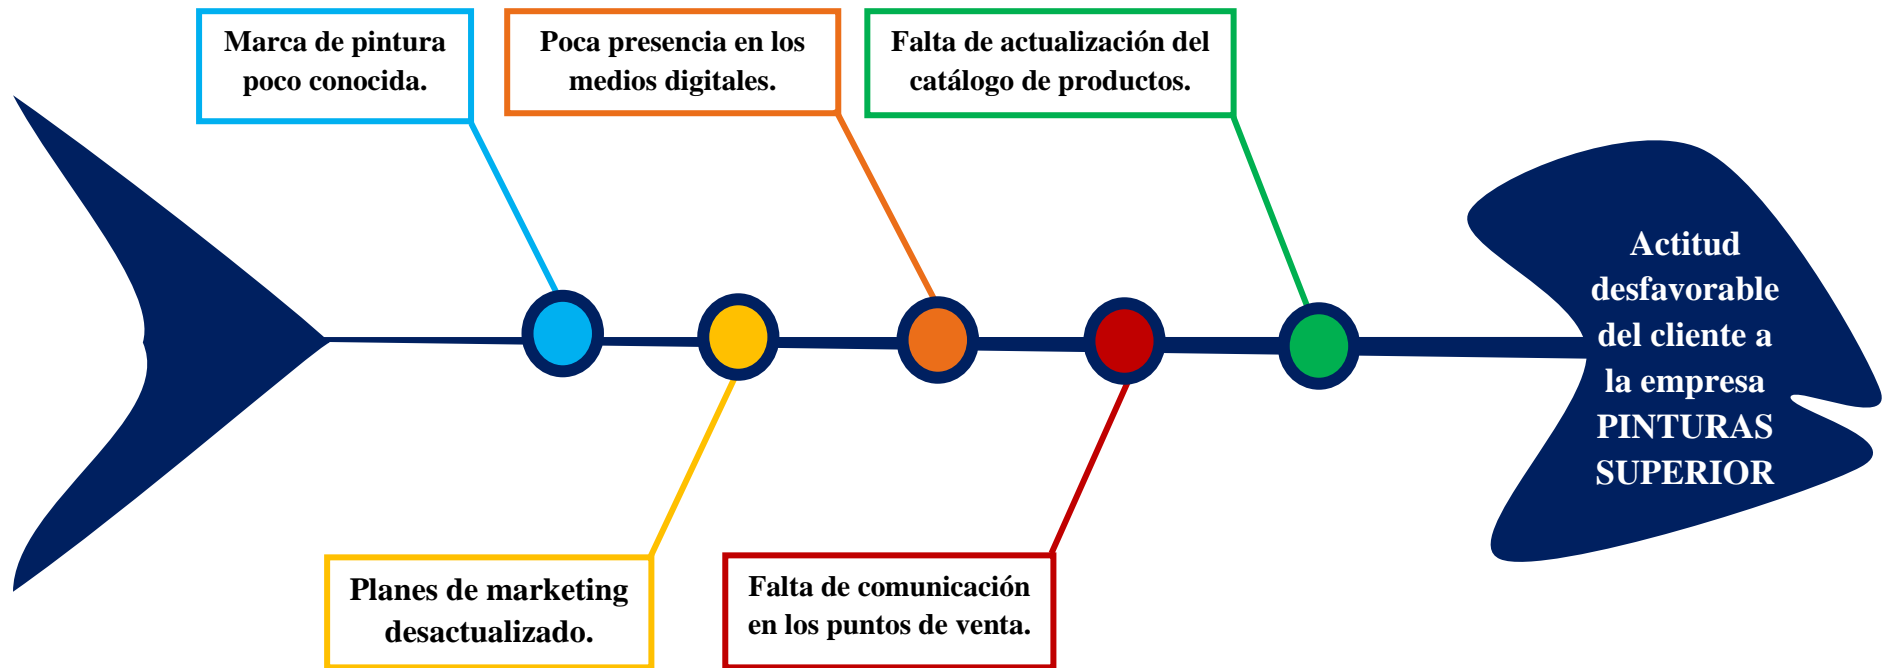 Marca de pintura
poco conocida.
Poca presencia en los
medios digitales.
Falta de actualización del
catálogo de productos.
Actitud
desfavorable
del cliente a
la empresa
PINTURAS
SUPERIOR
Planes de marketing
desactualizado.
Falta de comunicación
en los puntos de venta.